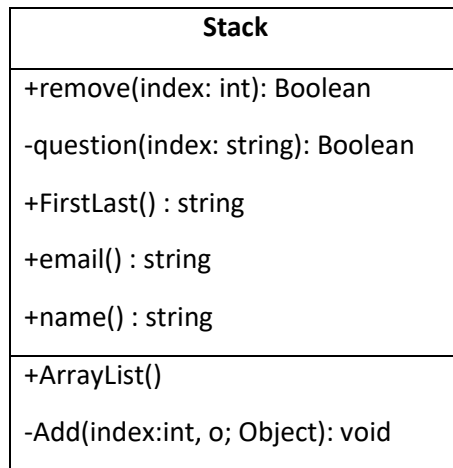 Stack
+remove(index: int): Boolean
-question(index: string): Boolean
+FirstLast() : string
+email() : string
+name() : string
+ArrayList()
-Add(index:int, o; Object): void